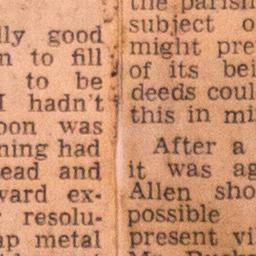 lly good
n to fill
to be
I hadn't
oon was
ning had
ead and
ward ex-
resolu-
ap metal
the parish
subject o
might pre
of its bei
deeds coul
this in mi
After a
it was ag
Allen sho
possible
present vi